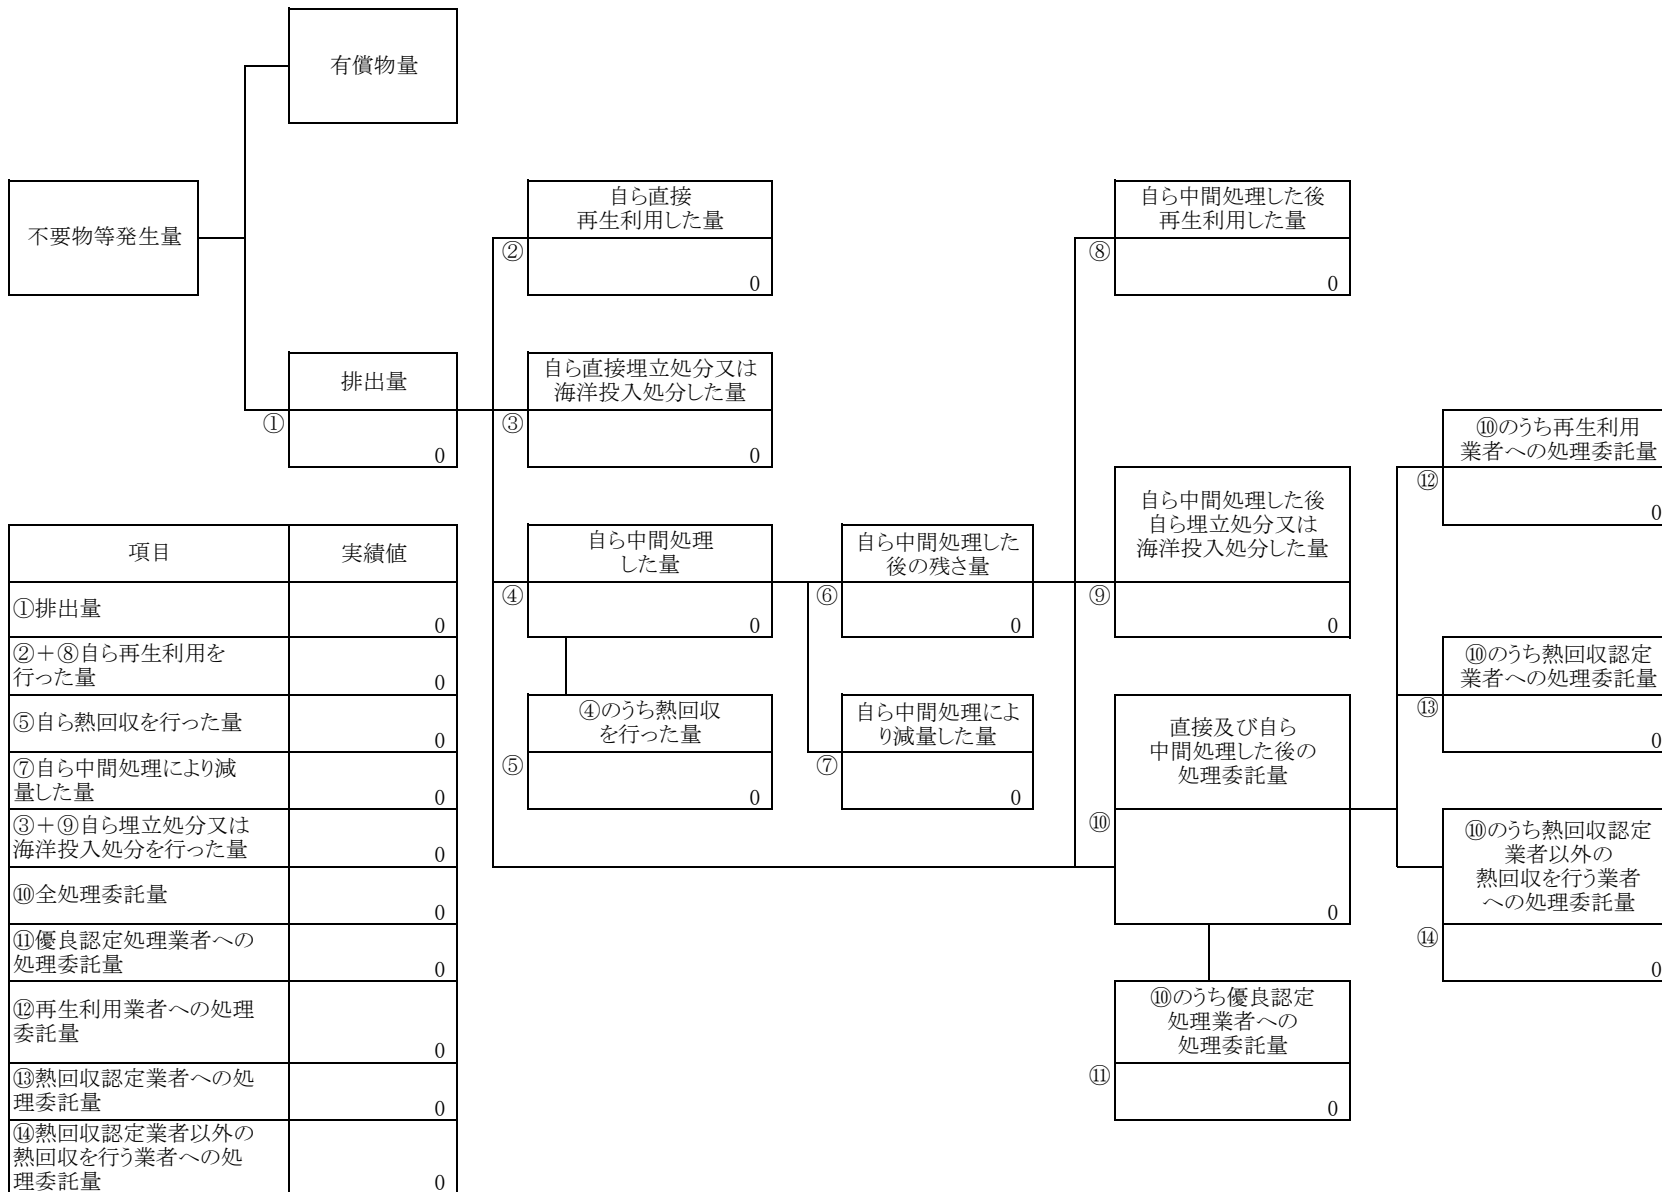 有償物量
不要物等発生量
自ら直接
再生利用した量
②
0
自ら中間処理した後
再生利用した量
⑧
0
排出量
①
0
自ら直接埋立処分又は
海洋投入処分した量
③
0
⑩のうち再生利用
業者への処理委託量
⑫
0
自ら中間処理した後
自ら埋立処分又は
海洋投入処分した量
⑨
0
自ら中間処理
した量
④
0
自ら中間処理した
後の残さ量
⑥
0
⑩のうち熱回収認定
業者への処理委託量
⑬
0
④のうち熱回収
を行った量
⑤
0
自ら中間処理によ
り減量した量
⑦
0
直接及び自ら
中間処理した後の
処理委託量
⑩
0
⑩のうち熱回収認定
業者以外の
熱回収を行う業者
への処理委託量
⑭
0
⑩のうち優良認定
処理業者への
処理委託量
⑪
0
項目 実績値
①排出量
0
②+⑧自ら再生利用を
行った量
0
⑤自ら熱回収を行った量
0
⑦自ら中間処理により減
量した量
0
③+⑨自ら埋立処分又は
海洋投入処分を行った量
0
⑩全処理委託量
0
⑪優良認定処理業者への
処理委託量
0
⑫再生利用業者への処理
委託量
0
⑬熱回収認定業者への処
理委託量
0
⑭熱回収認定業者以外の
熱回収を行う業者への処
理委託量
0